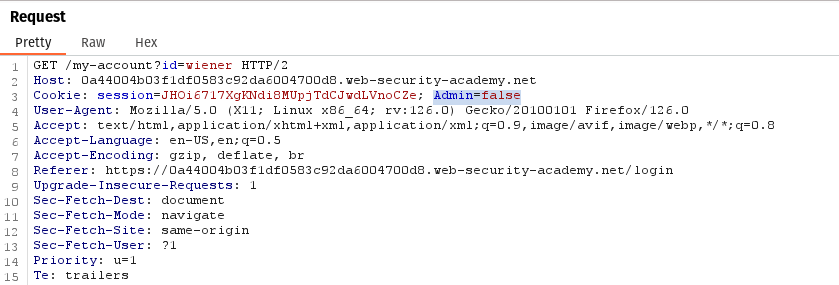 Request
Pretty Raw Hex
1 GET /my-account?id=wiener HTTP/2
2 Host: 0a44004b03f1df0583c92da6004700d8.web-security-academy.net
3 Cookie: session=JHOi6717XgKNdi8MUpjTdCJwdLVnoCZe; Admin=false
4 User-Agent: Mozilla/5.0 (X11; Linux x86_64; rv:126.0) Gecko/20100101 Firefox/126.0
5 Accept: text/html,application/xhtml+xml,application/xml;q=0.9,image/avif,image/webp,*/*;q=0.8
6 Accept-Language: en-US,en;q=0.5
7 Accept-Encoding: gzip, deflate, br
8 Referer: https://0a44004b03f1df0583c92da6004700d8.web-security-academy.net/login
9 Upgrade-Insecure-Requests: 1
10 Sec-Fetch-Dest: document
11 Sec-Fetch-Mode: navigate
12 Sec-Fetch-Site: same-origin
13 Sec-Fetch-User: ?1
14 Priority: u=1
15 Te: trailers